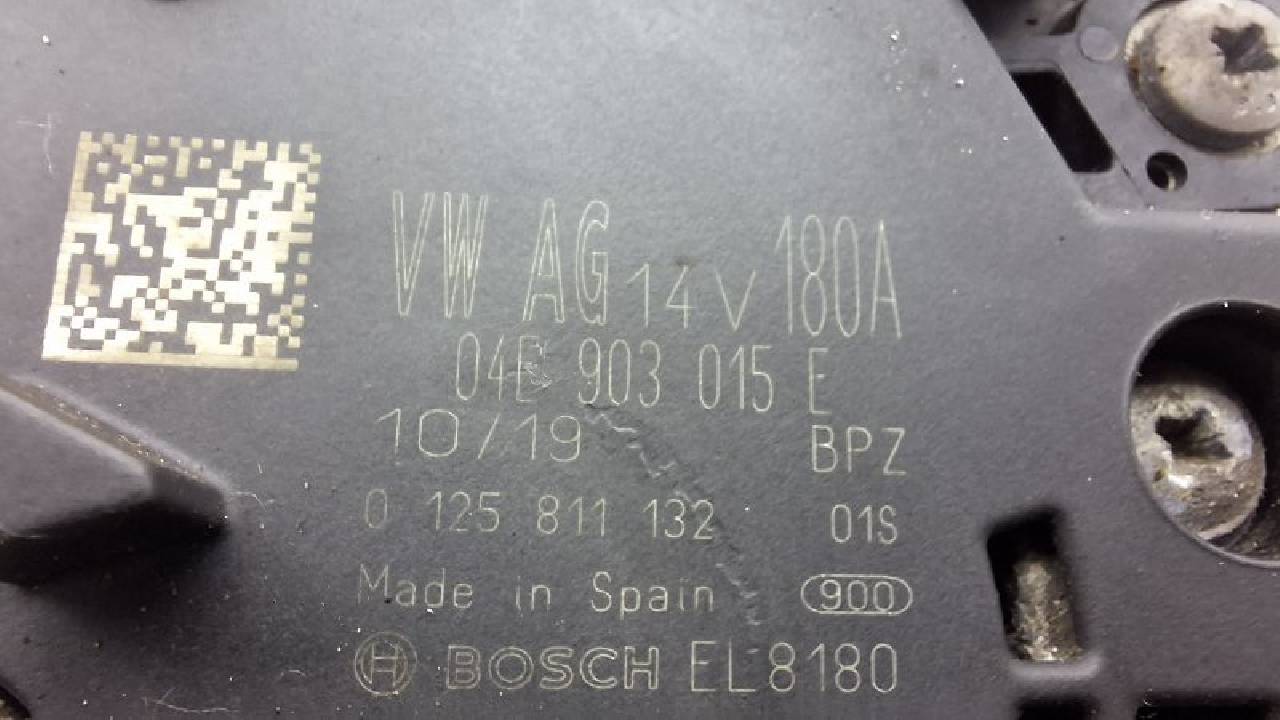 VW AG 14V 180A
04E 903 015 E
10/19 BPZ
0 125 811 132 01S
Made in Spain 900
BOSCH EL8180